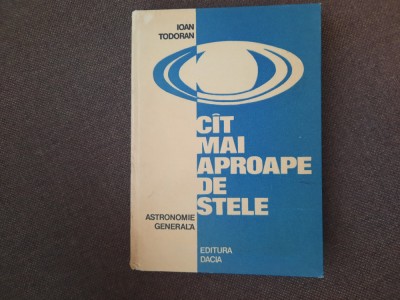 IOAN
TODORAN
CÎT
MAI
APROAPE
DE
STELE
ASTRONOMIE
GENERALĂ
EDITURA
DACIA